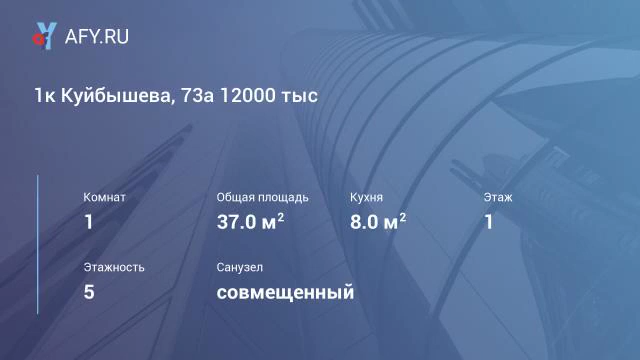 AFY.RU
1к Куйбышева, 73а 12000 тыс
Комнат
1
Общая площадь
37.0 м²
Кухня
8.0 м²
Этаж
1
Этажность
5
Санузел
совмещенный